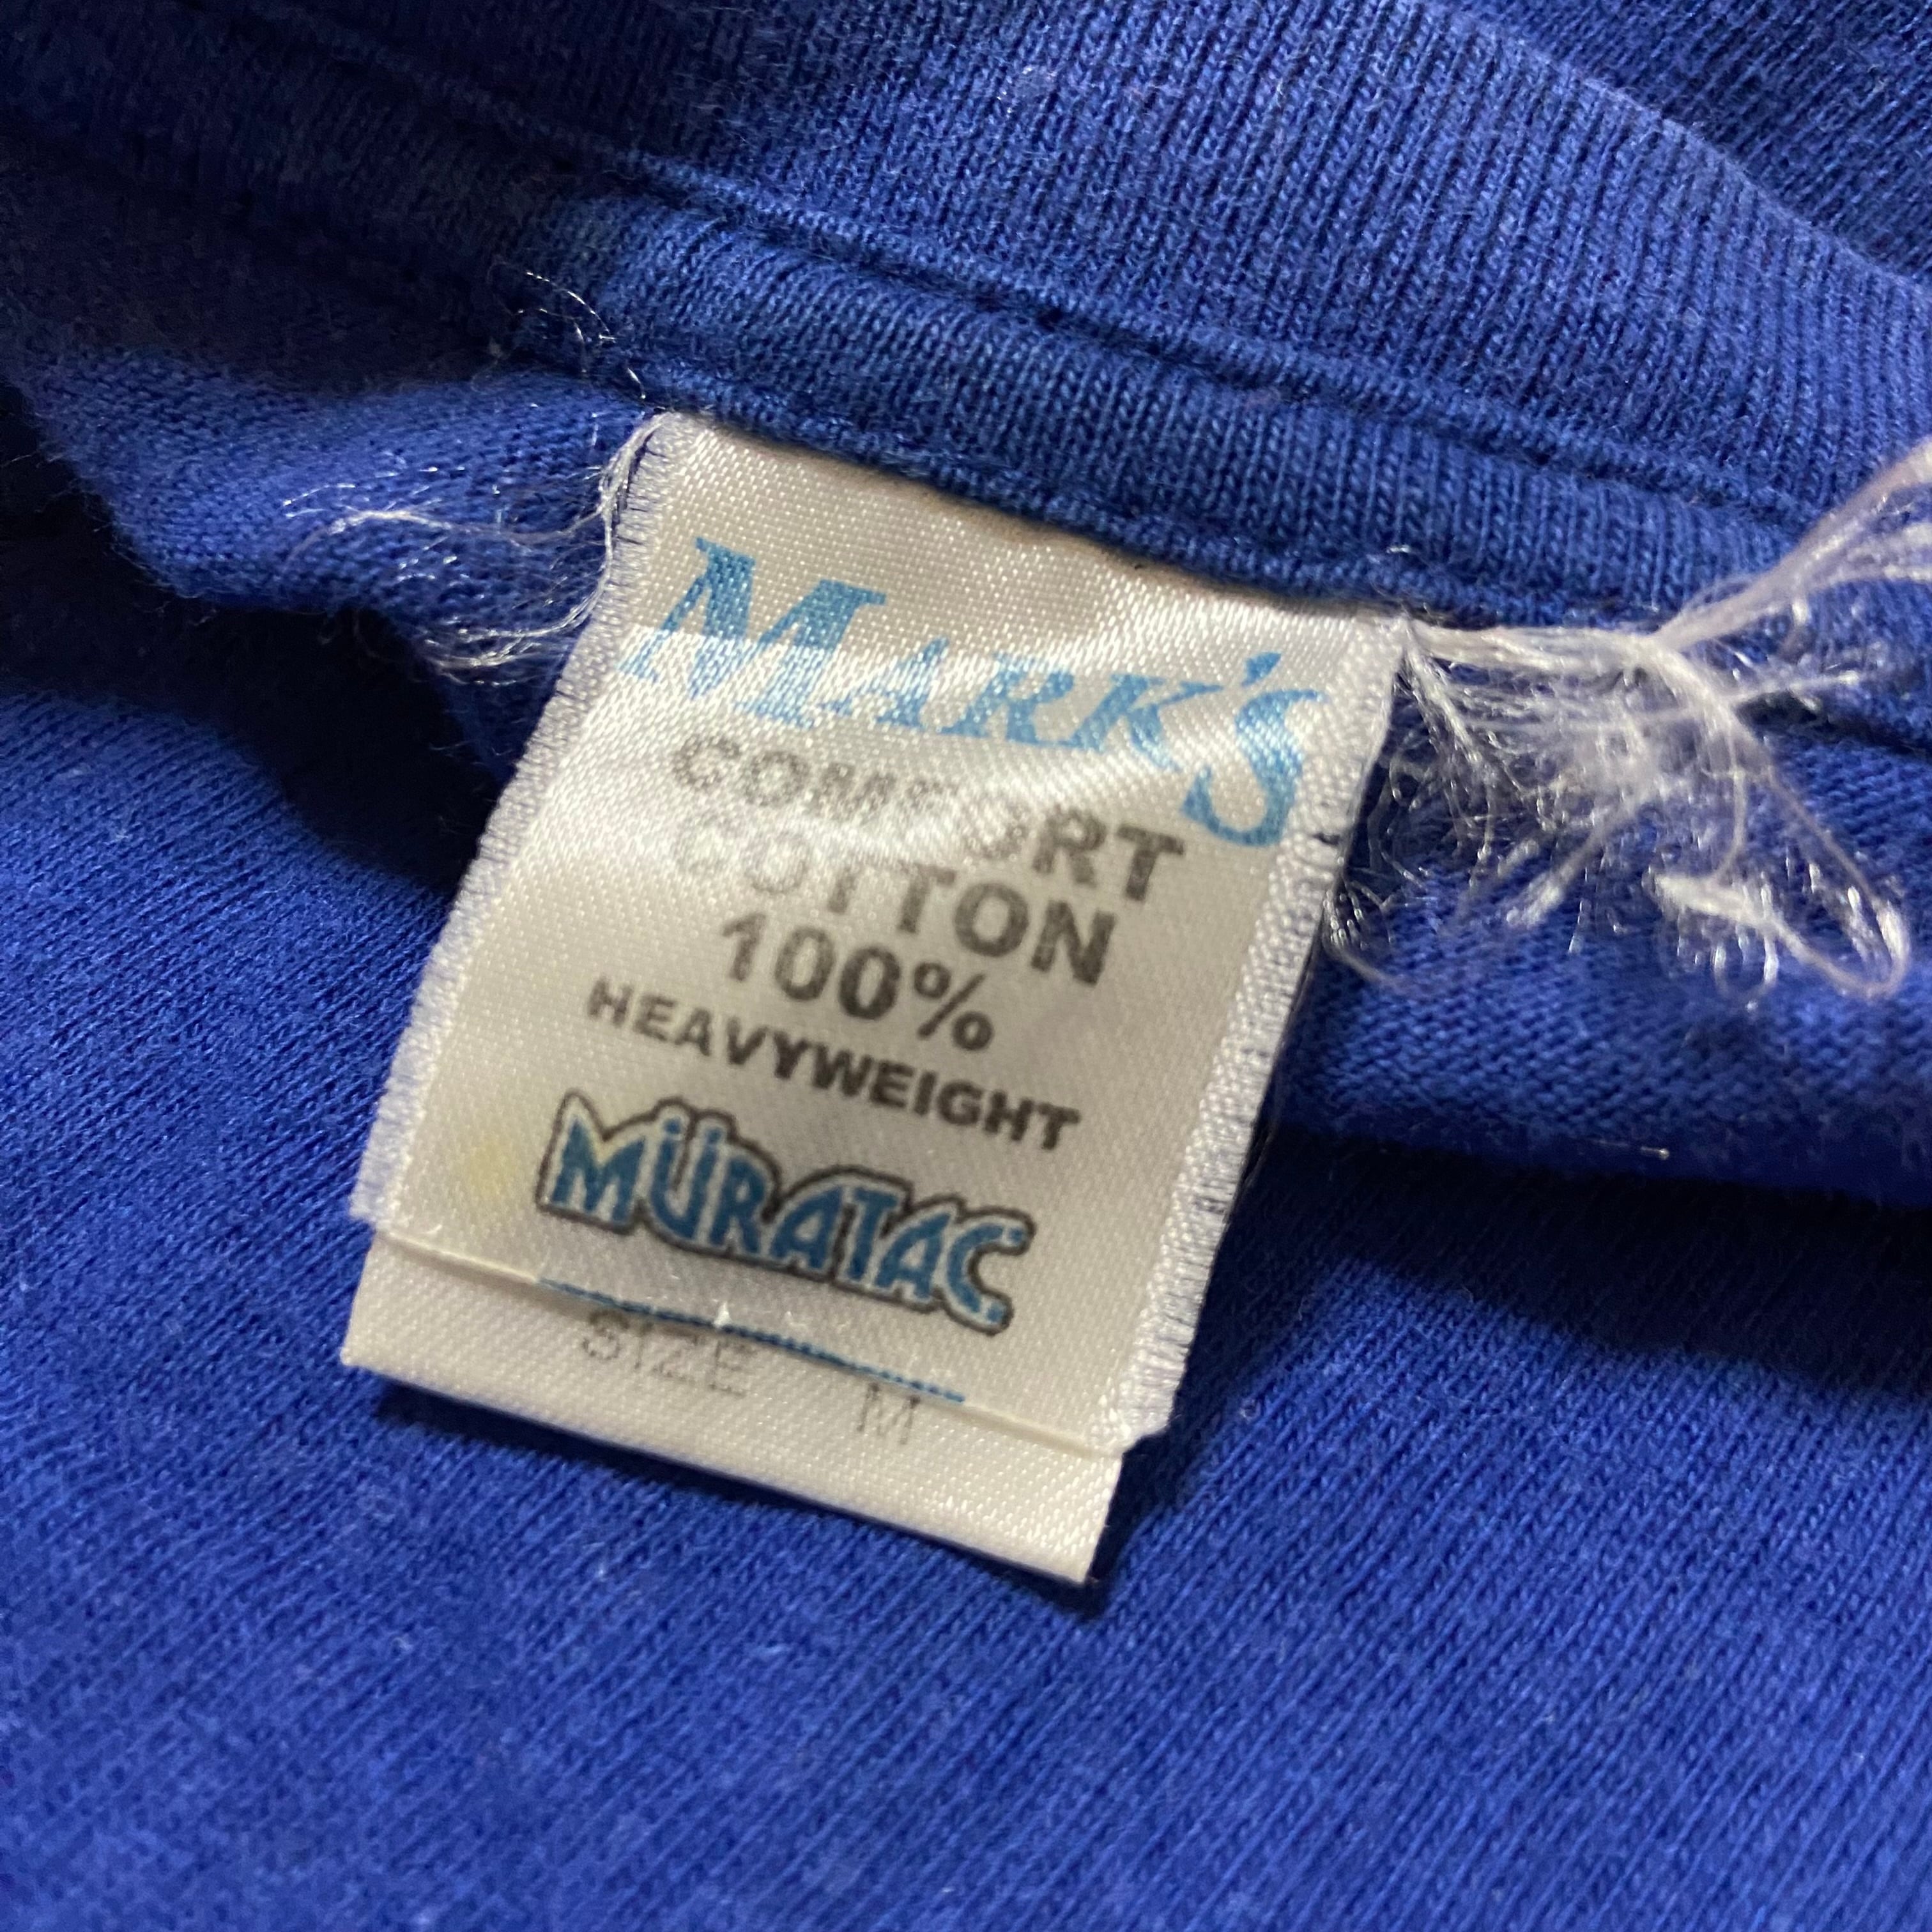 MARK'S
COMFORT
COTTON
100%
HEAVYWEIGHT
MÜRATAC
SIZE M